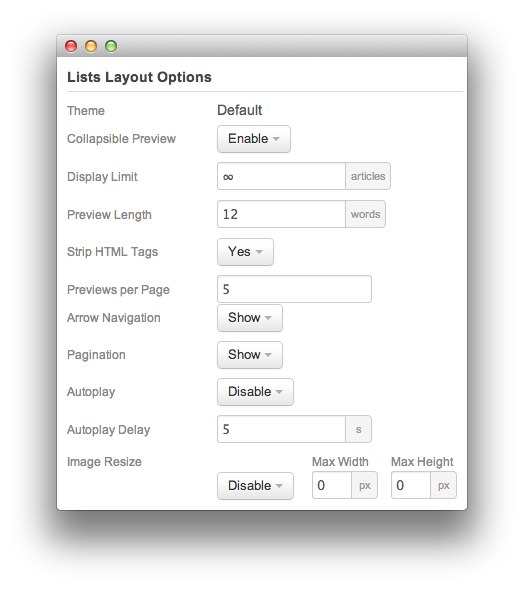 Lists Layout Options
Theme Default
Collapsible Preview Enable
Display Limit ∞ articles
Preview Length 12 words
Strip HTML Tags Yes
Previews per Page 5
Arrow Navigation Show
Pagination Show
Autoplay Disable
Autoplay Delay 5 s
Image Resize Max Width Max Height
Disable 0 px 0 px